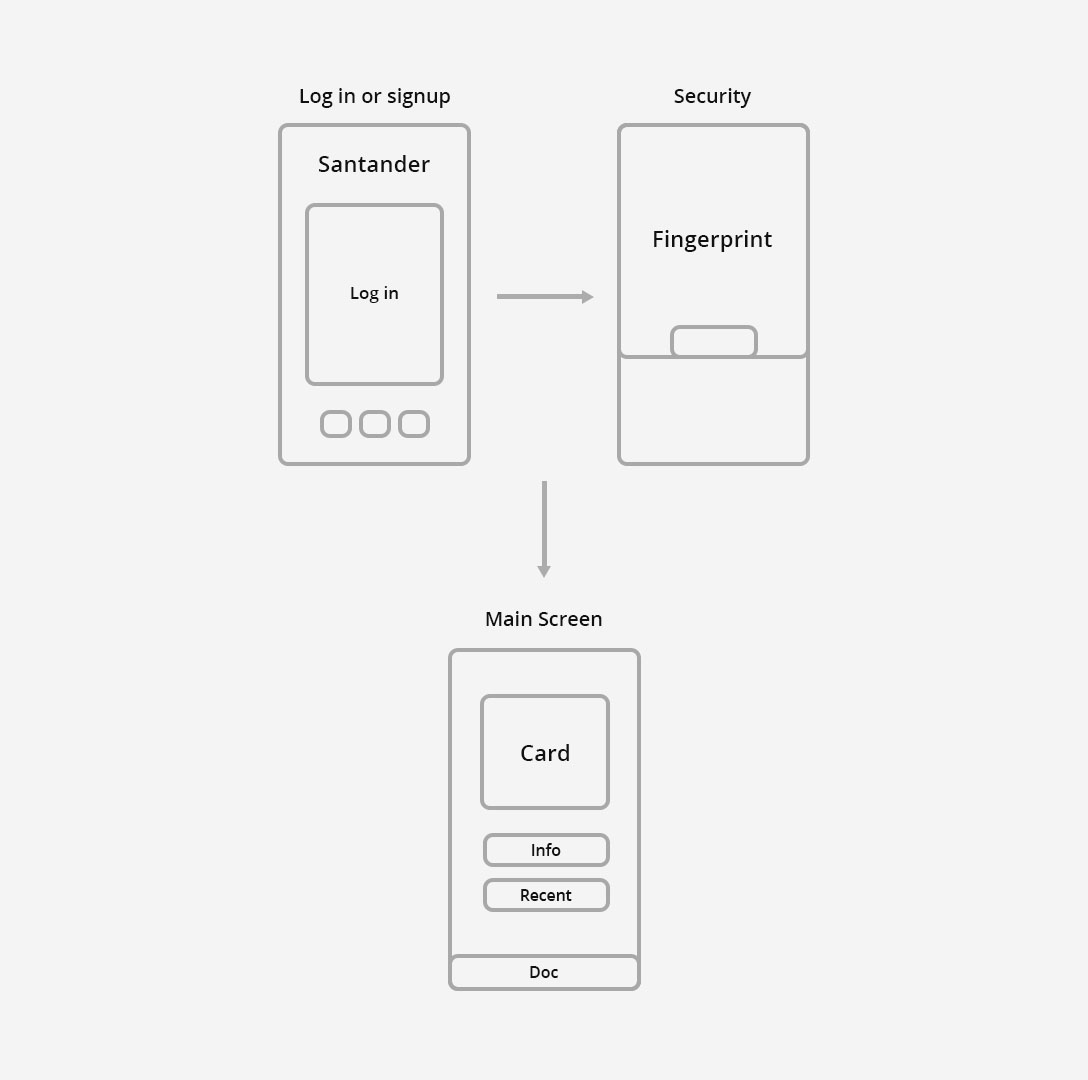 Log in or signup
Security
Santander
Log in
Fingerprint
Main Screen
Card
Info
Recent
Doc